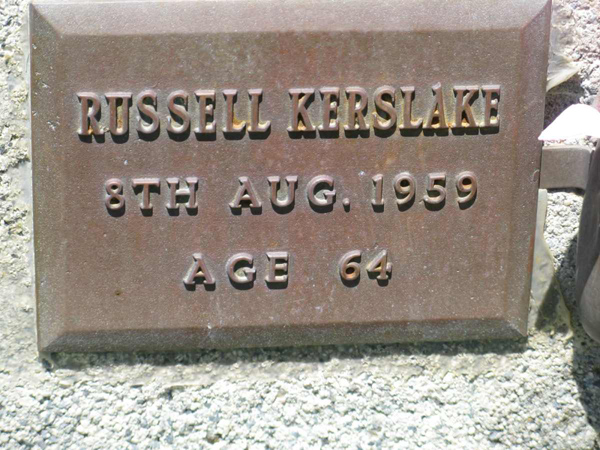 RUSSELL KERSLAKE
8TH AUG. 1959
AGE 64